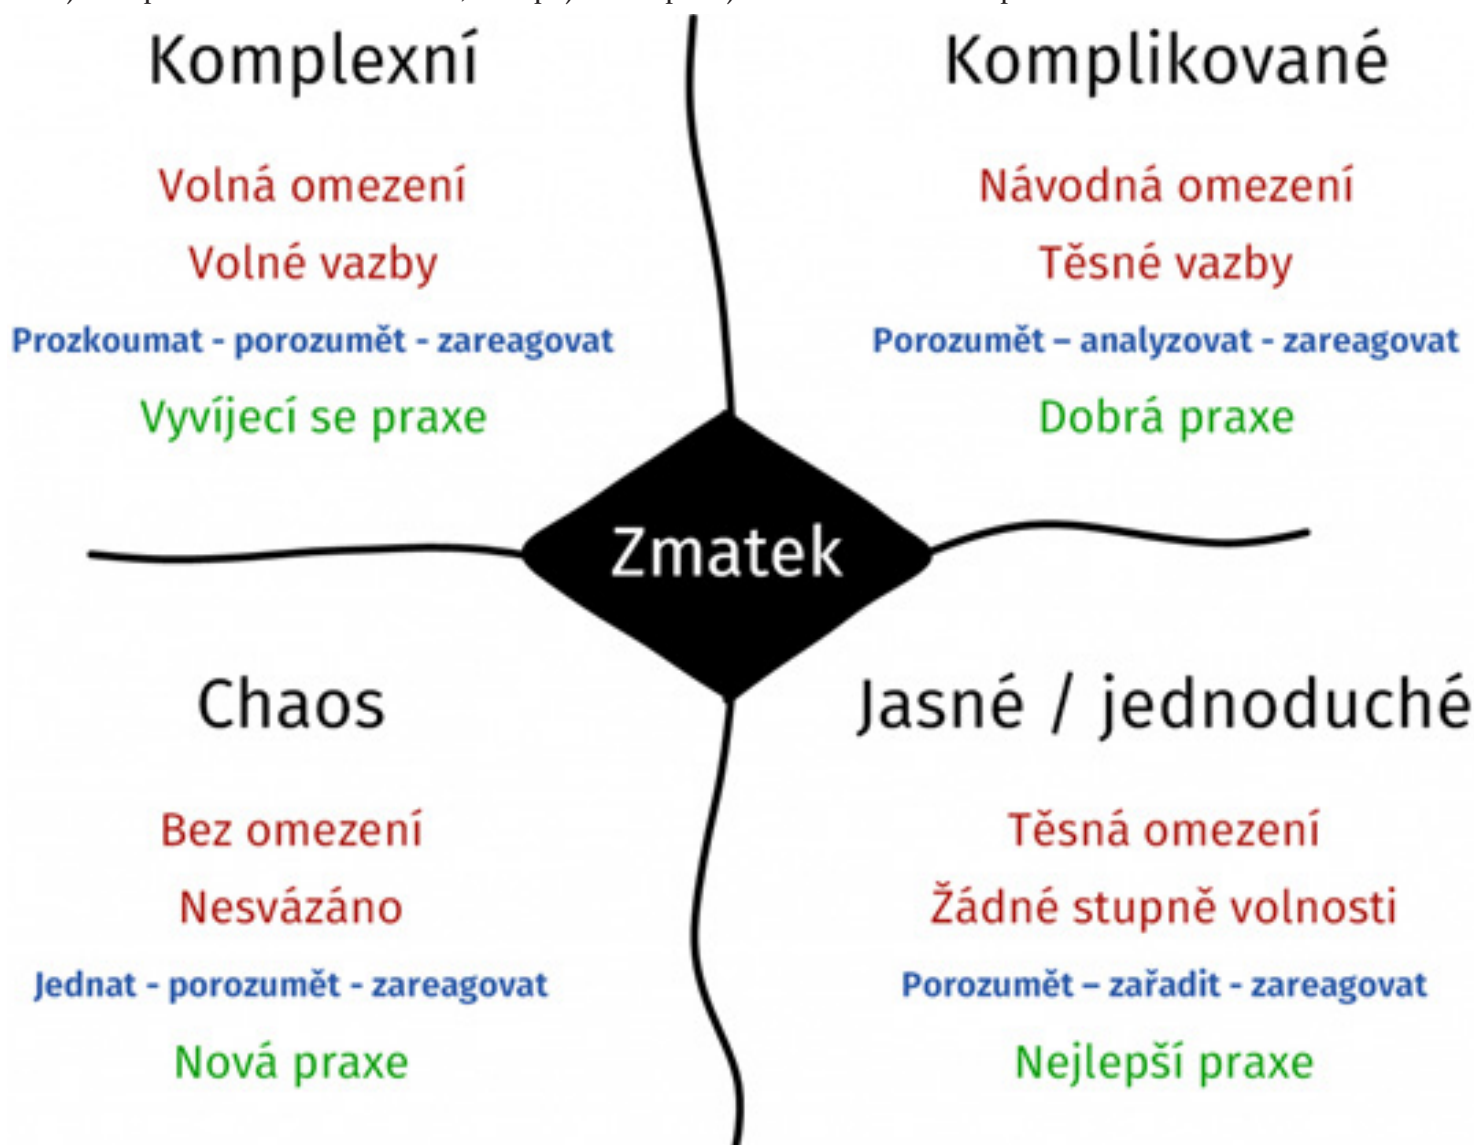 Komplexní
Volná omezení
Volné vazby
Prozkoumat - porozumět - zareagovat
Vyvíjecí se praxe
Komplikované
Návodná omezení
Těsné vazby
Porozumět – analyzovat - zareagovat
Dobrá praxe
Zmatek
Chaos
Bez omezení
Nesvázáno
Jednat - porozumět - zareagovat
Nová praxe
Jasné / jednoduché
Těsná omezení
Žádné stupně volnosti
Porozumět – zařadit - zareagovat
Nejlepší praxe